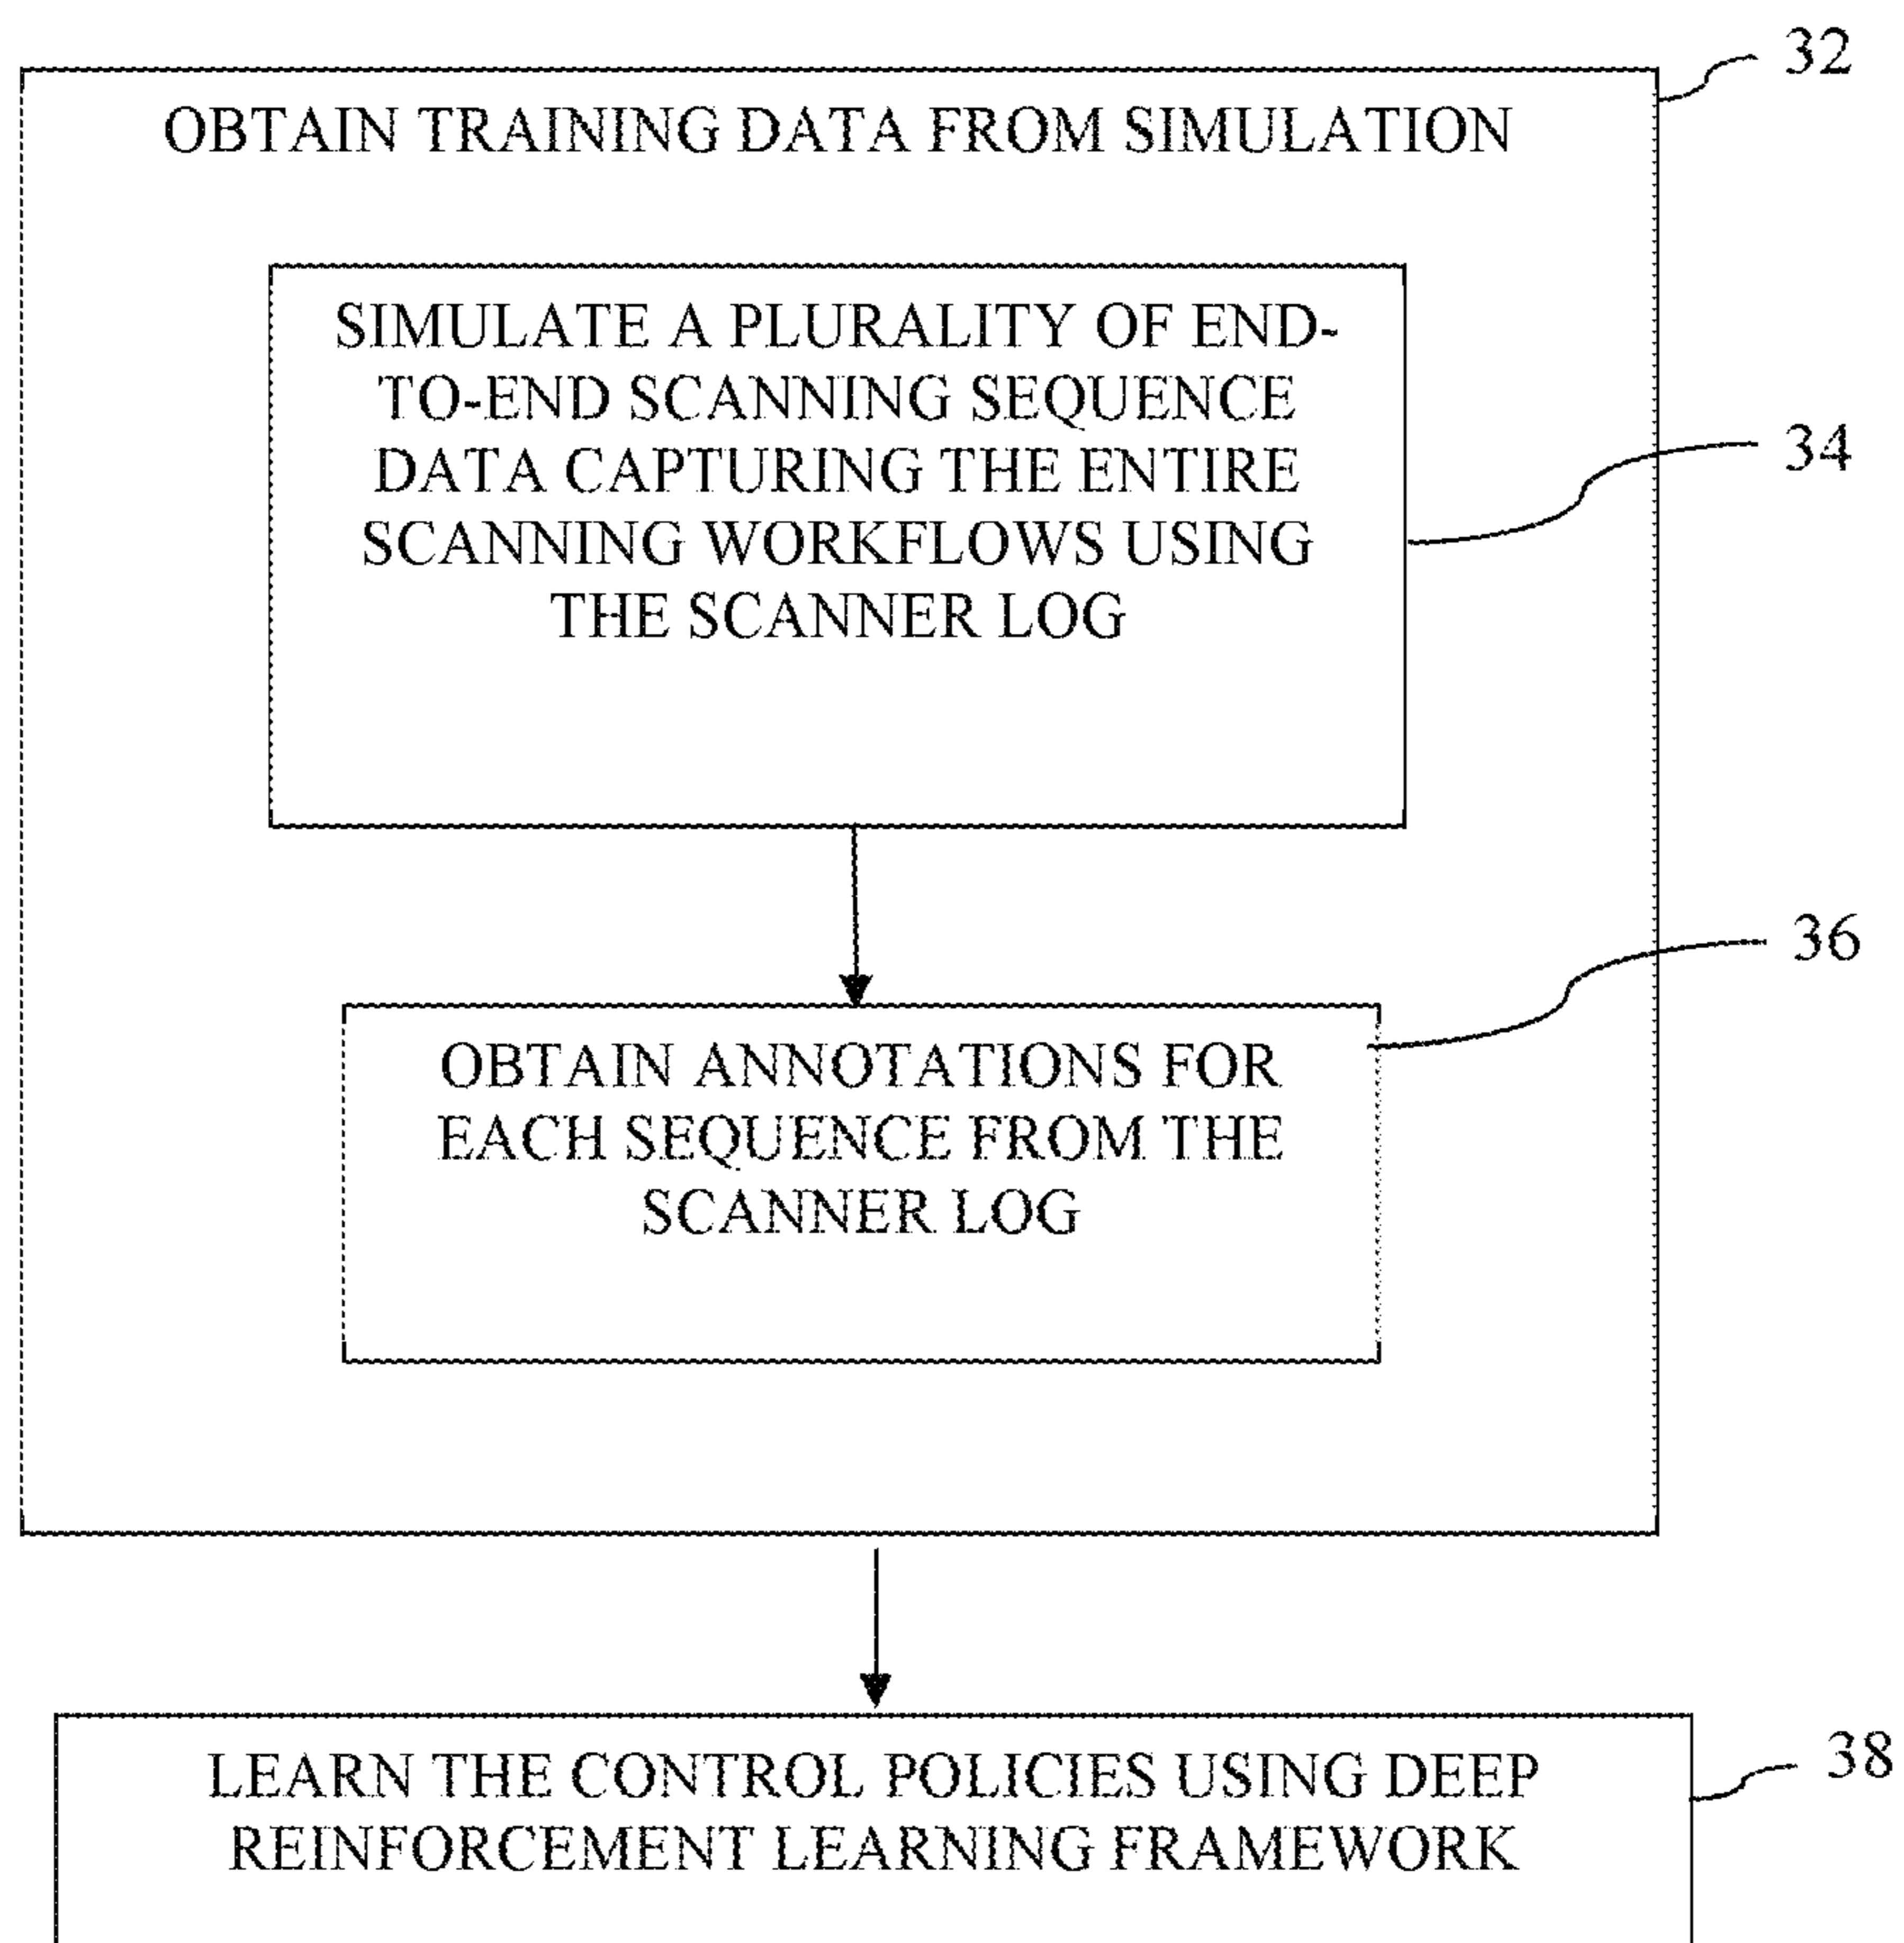 32
OBTAIN TRAINING DATA FROM SIMULATION
SIMULATE A PLURALITY OF END-
TO-END SCANNING SEQUENCE
DATA CAPTURING THE ENTIRE
SCANNING WORKFLOWS USING
THE SCANNER LOG
34
36
OBTAIN ANNOTATIONS FOR
EACH SEQUENCE FROM THE
SCANNER LOG
38
LEARN THE CONTROL POLICIES USING DEEP
REINFORCEMENT LEARNING FRAMEWORK